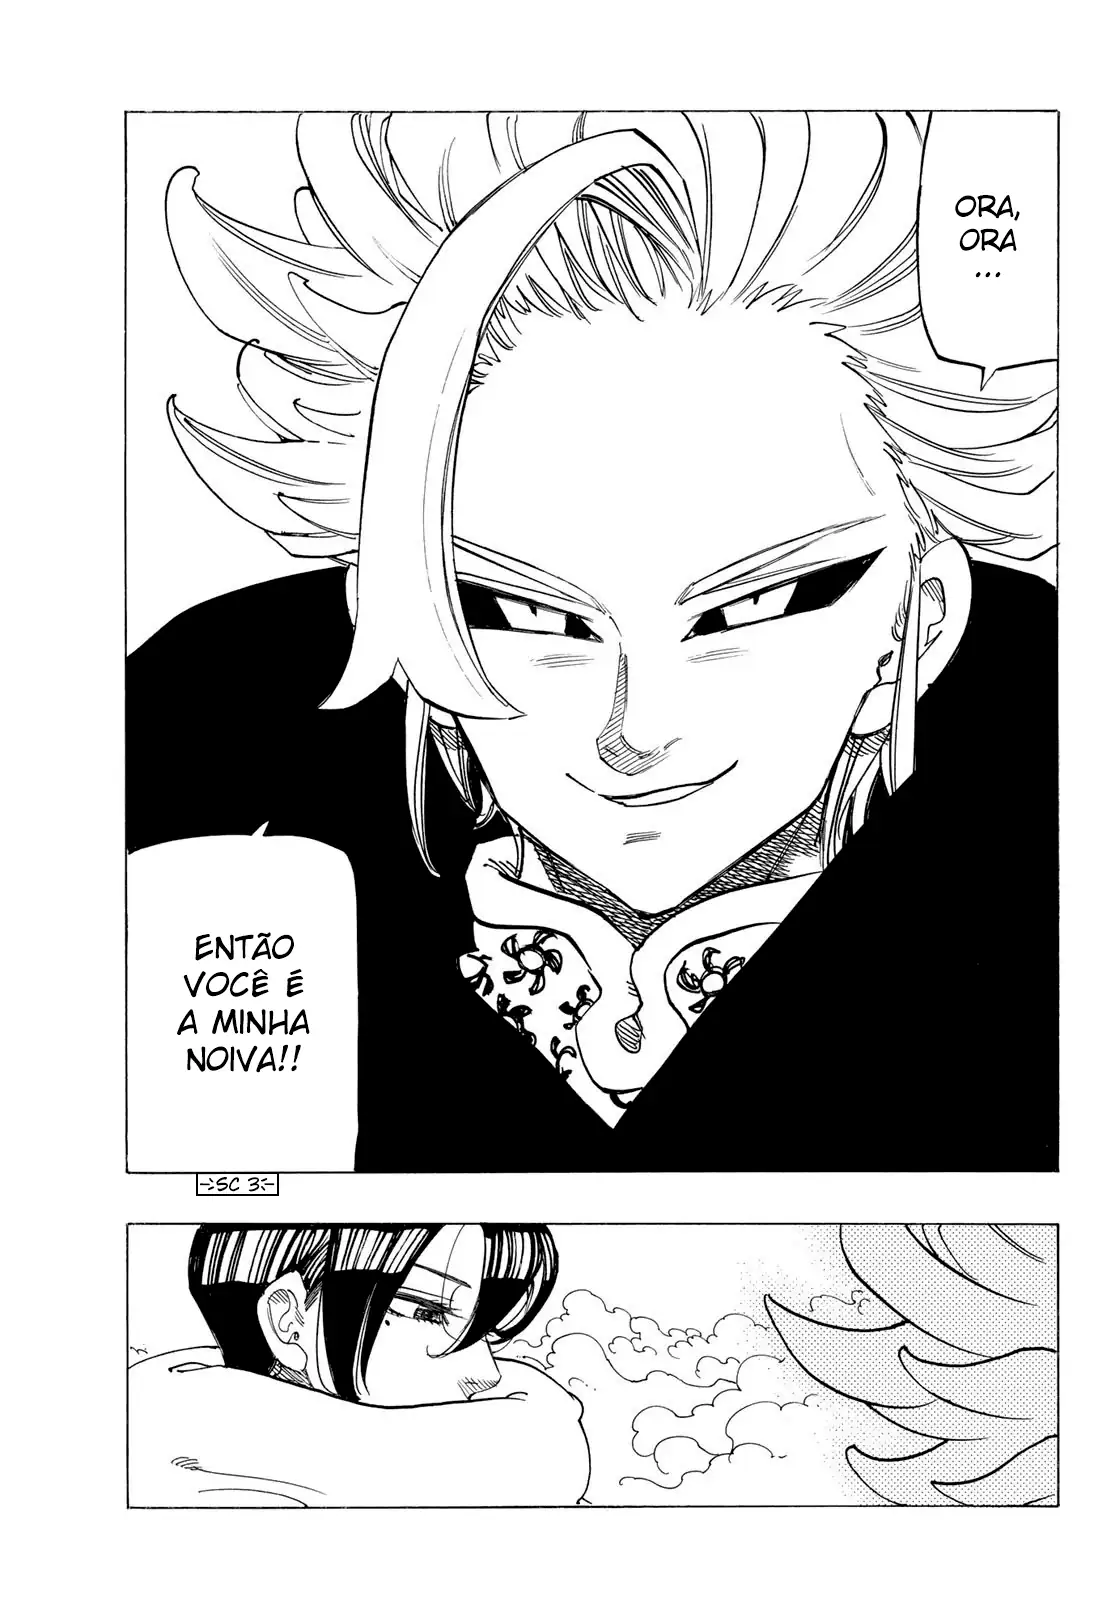 ORA,
ORA
...
ENTÃO
VOCÊ É
A MINHA
NOIVA!!
SC 3